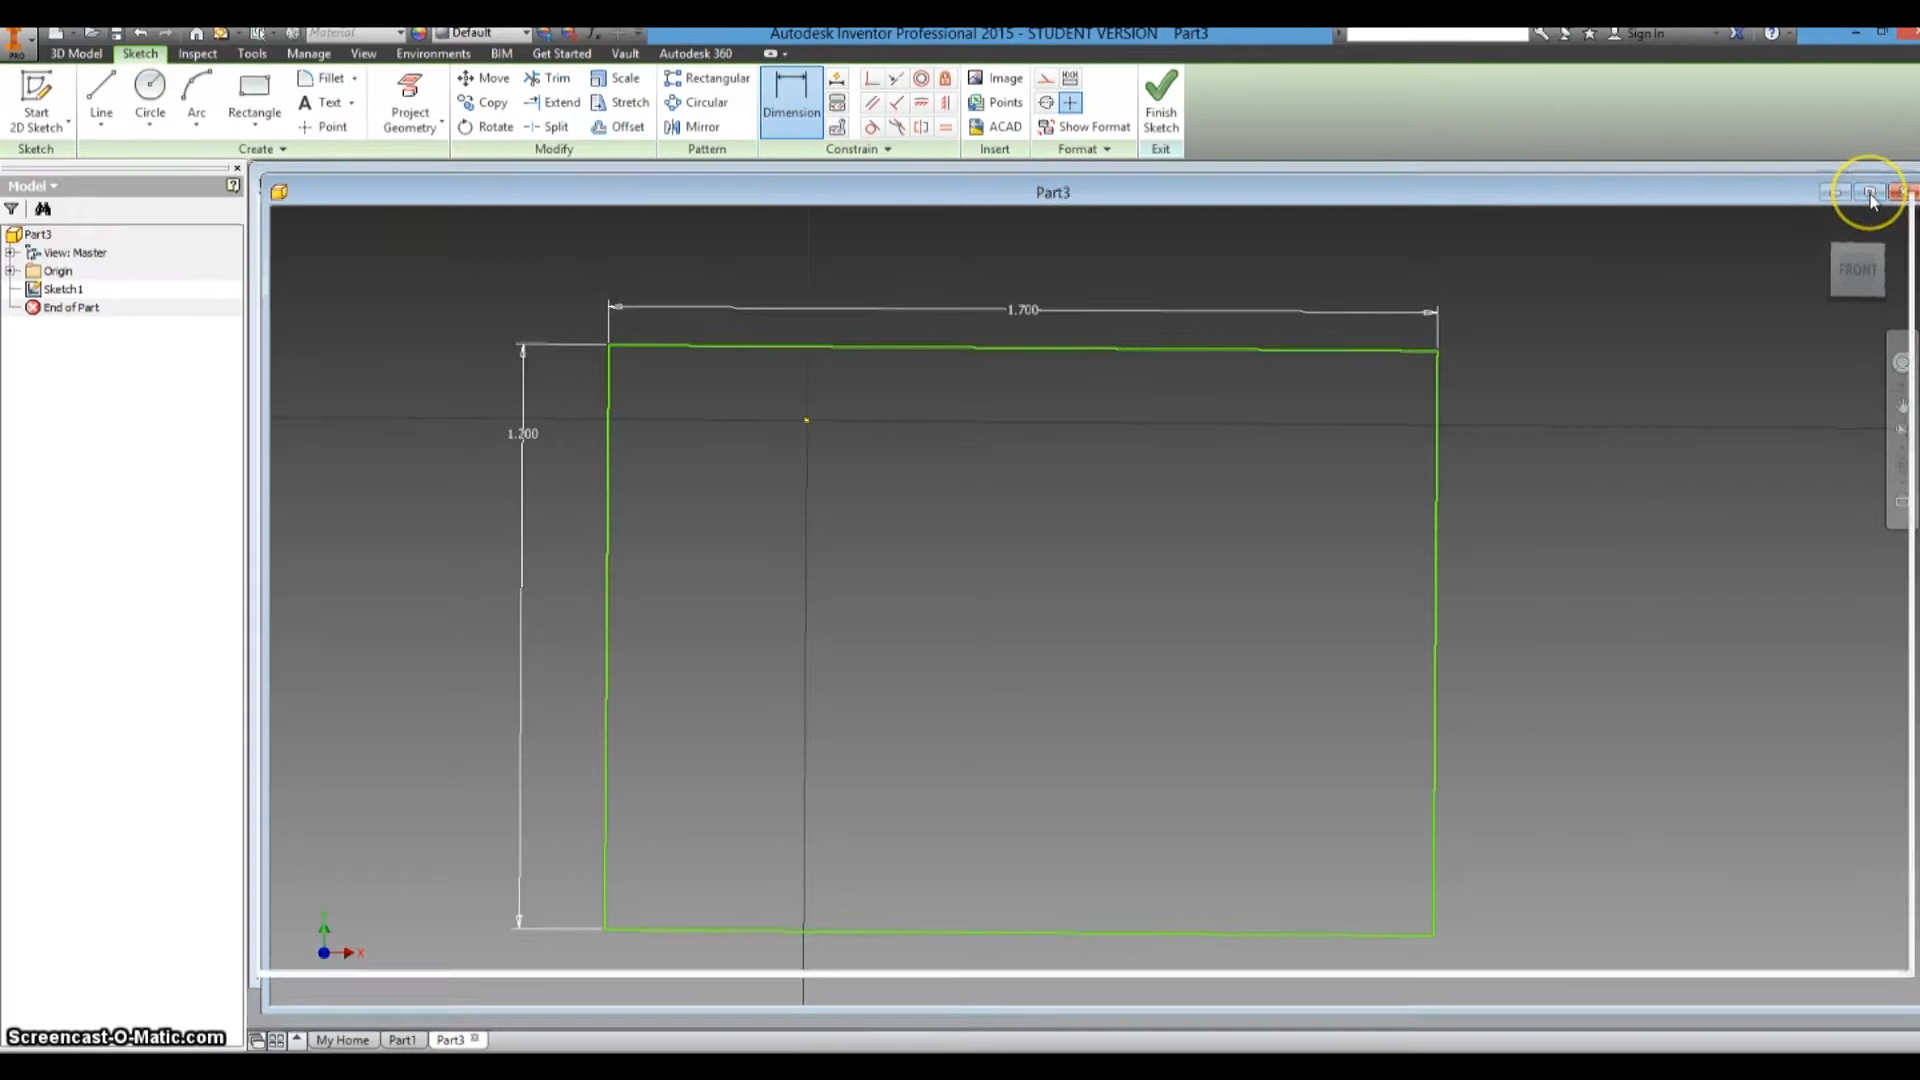 Material
Default
Autodesk Inventor Professional 2015 - STUDENT VERSION Part3
Sign In
PRO
3D Model Sketch Inspect Tools Manage View Environments BIM Get Started Vault Autodesk 360
Start
2D Sketch
Line
Circle
Arc
Rectangle
Fillet
Text
Point
Project
Geometry
Move
Copy
Rotate
Trim
Extend
Split
Scale
Stretch
Offset
Rectangular
Circular
Mirror
Dimension
Image
Points
ACAD
Show Format
Finish
Sketch
Sketch Create Modify Pattern Constrain Insert Format Exit
Model
Part3
Part3
View: Master
Origin
Sketch1
End of Part
FRONT
1.700
1.200
X
Screencast-O-Matic.com
My Home Part1 Part3